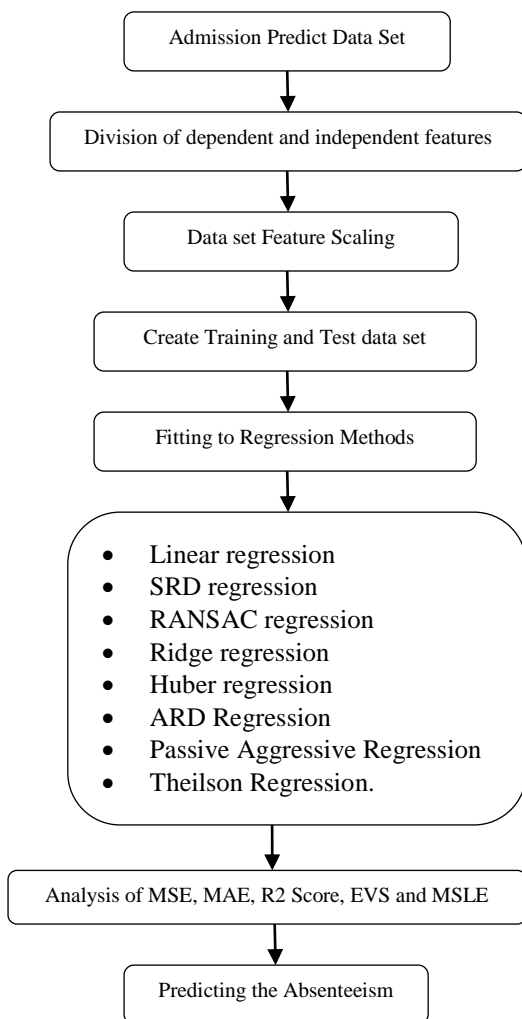 Admission Predict Data Set
Division of dependent and independent features
Data set Feature Scaling
Create Training and Test data set
Fitting to Regression Methods
• Linear regression
• SRD regression
• RANSAC regression
• Ridge regression
• Huber regression
• ARD Regression
• Passive Aggressive Regression
• Theilson Regression.
Analysis of MSE, MAE, R2 Score, EVS and MSLE
Predicting the Absenteeism